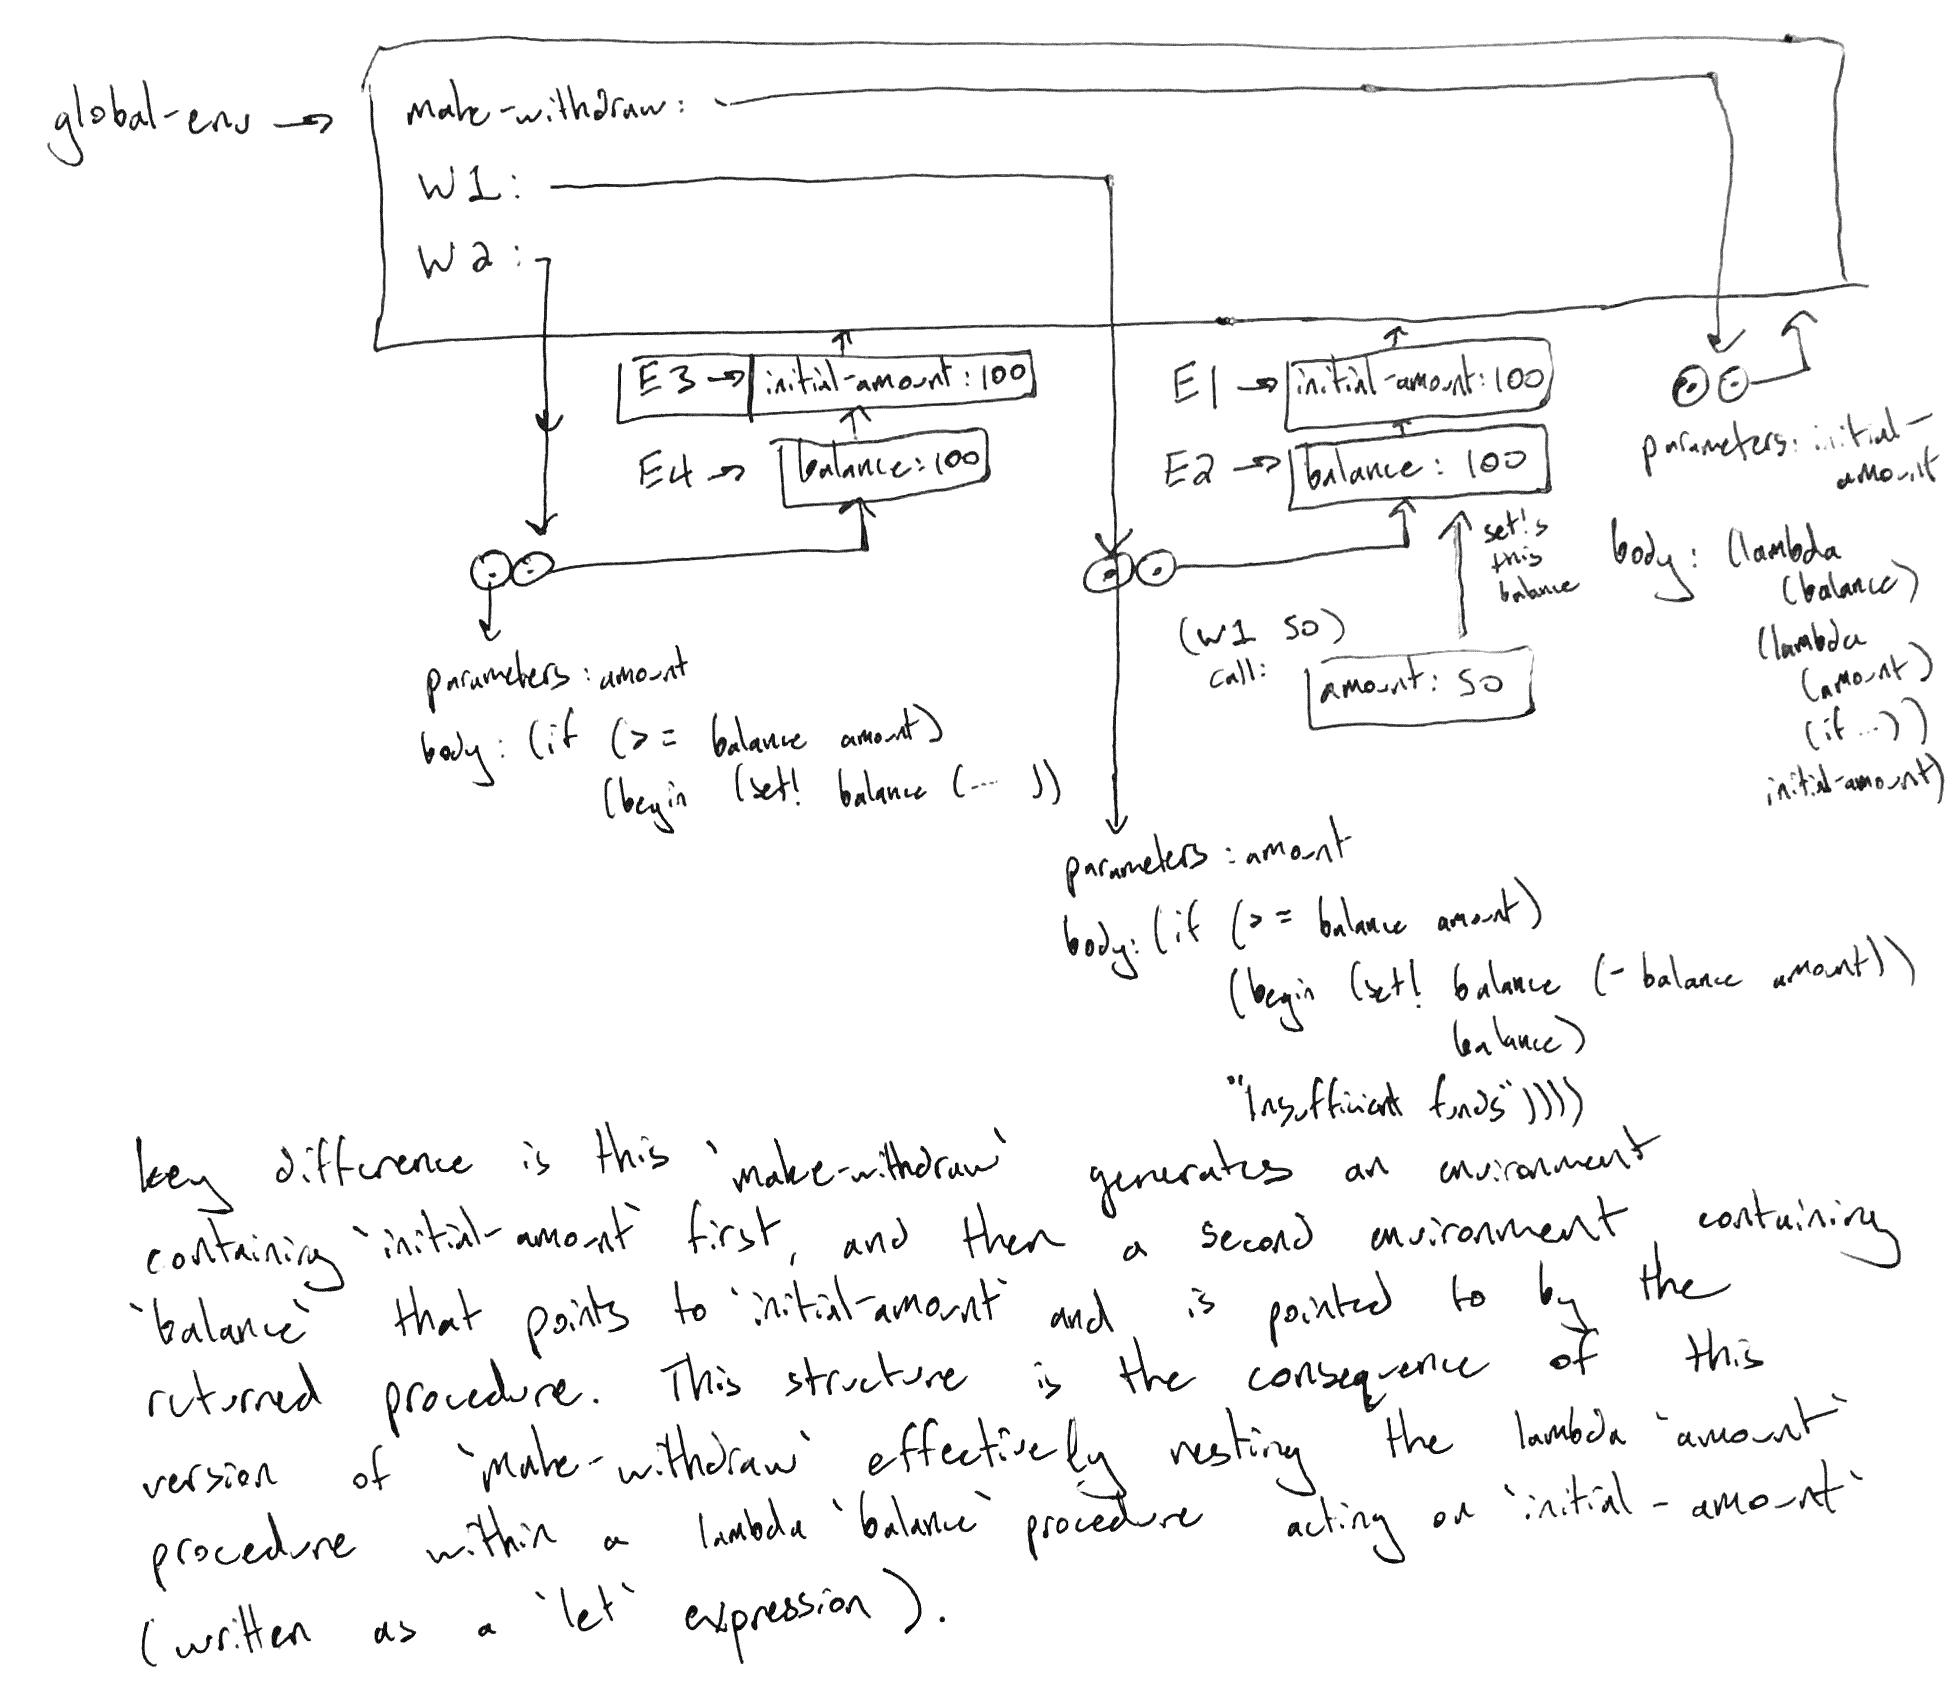 global-env →
make-withdraw:
W1:
W2:
E3 → initial-amount: 100
E4 → balance: 100
E1 → initial-amount: 100
E2 → balance: 100
set!s
this
balance
(W1 50)
call:
amount: 50
parameters: initial-
amount
body: (lambda
(balance)
(lambda
(amount)
(if ...))
initial-amount)
parameters: amount
body: (if (>= balance amount)
(begin (set! balance (... ))
parameters: amount
body: (if (>= balance amount)
(begin (set! balance (- balance amount))
balance)
"Insufficient funds"))))
key difference is this `make-withdraw` generates an environment
containing `initial-amount` first, and then a second environment containing
`balance` that points to `initial-amount` and is pointed to by the
returned procedure. This structure is the consequence of this
version of `make-withdraw` effectively nesting the lambda `amount`
procedure within a lambda `balance` procedure acting on `initial-amount`
(written as a `let` expression).